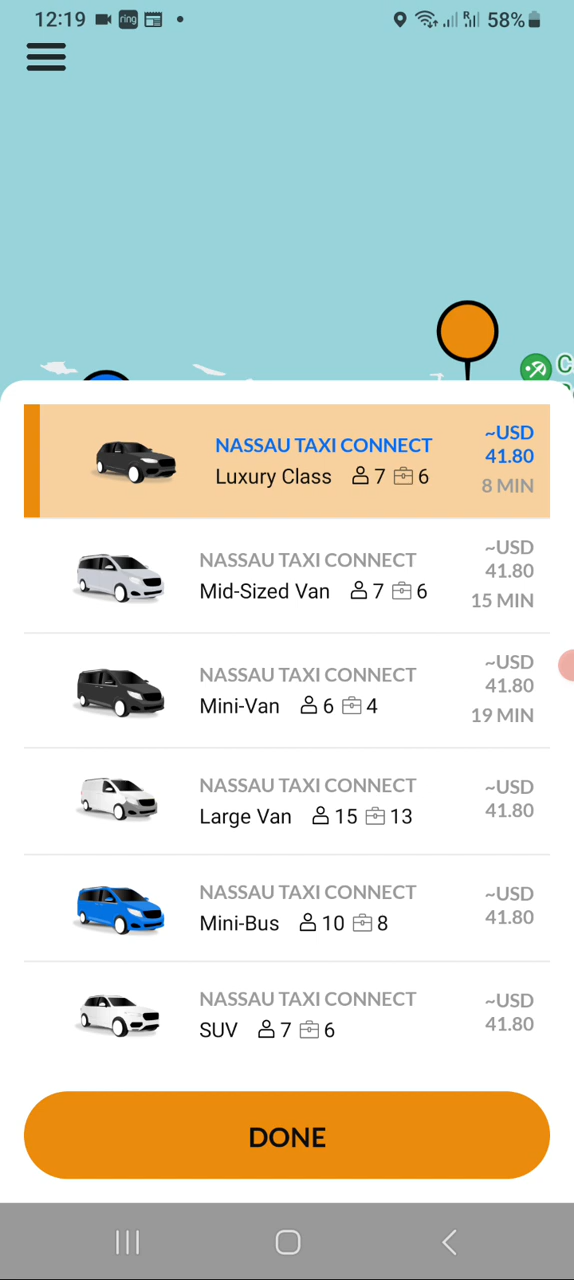 12:19 ring R 58%
C
NASSAU TAXI CONNECT ~USD 41.80
Luxury Class 7 6 8 MIN
NASSAU TAXI CONNECT ~USD 41.80
Mid-Sized Van 7 6 15 MIN
NASSAU TAXI CONNECT ~USD 41.80
Mini-Van 6 4 19 MIN
NASSAU TAXI CONNECT ~USD 41.80
Large Van 15 13
NASSAU TAXI CONNECT ~USD 41.80
Mini-Bus 10 8
NASSAU TAXI CONNECT ~USD 41.80
SUV 7 6
DONE